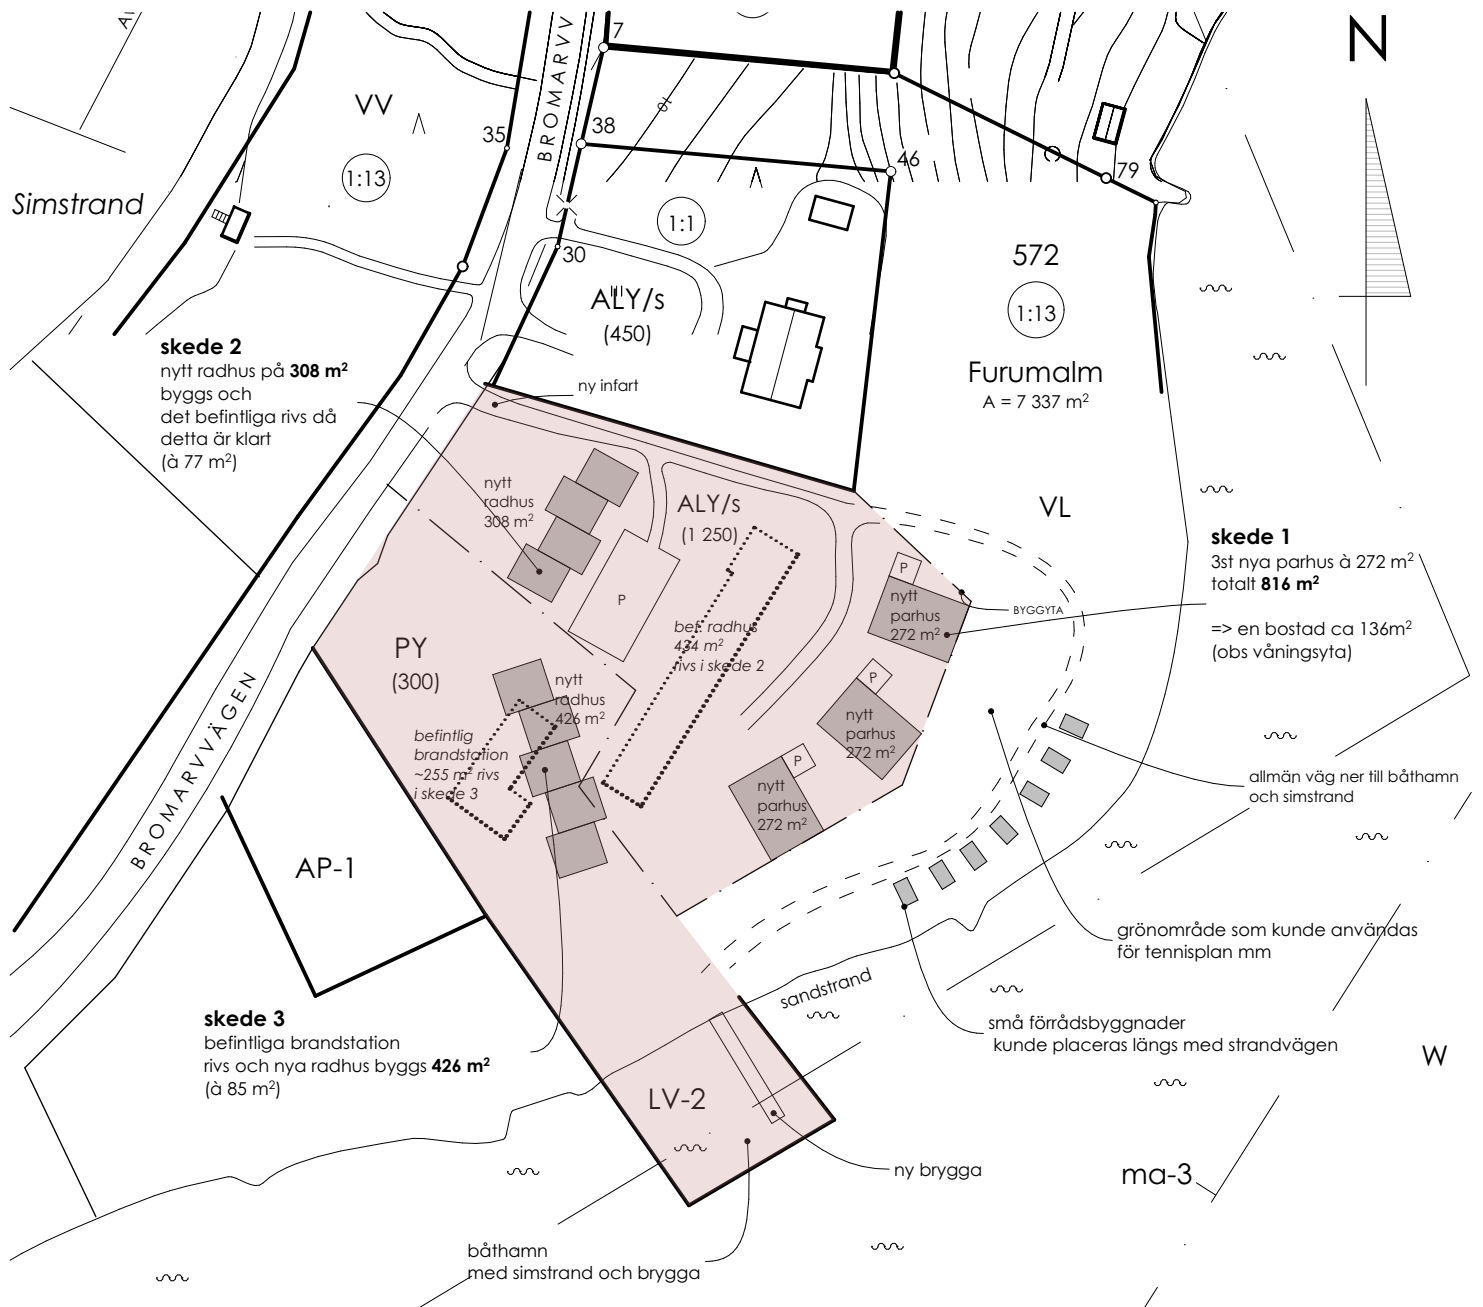 N
7
BROMARVV
VV
38
35
46
79
1:13
Simstrand
1:1
30
572
ALY/s
(450)
1:13
Furumalm
A = 7 337 m²
skede 2
nytt radhus på 308 m²
byggs och
det befintliga rivs då
detta är klart
(à 77 m²)
ny infart
nytt
radhus
308 m²
ALY/s
(1 250)
VL
skede 1
3st nya parhus à 272 m²
totalt 816 m²
=> en bostad ca 136m²
(obs våningsyta)
P
P
nytt
parhus
272 m²
BYGGYTA
bef. radhus
434 m²
rivs i skede 2
PY
(300)
nytt
radhus
426 m²
P
nytt
parhus
272 m²
befintlig
brandstation
~255 m² rivs
i skede 3
P
nytt
parhus
272 m²
BROMARVVÄGEN
allmän väg ner till båthamn
och simstrand
AP-1
grönområde som kunde användas
för tennisplan mm
sandstrand
skede 3
befintliga brandstation
rivs och nya radhus byggs 426 m²
(à 85 m²)
små förrådsbyggnader
kunde placeras längs med strandvägen
W
LV-2
ny brygga
ma-3
båthamn
med simstrand och brygga